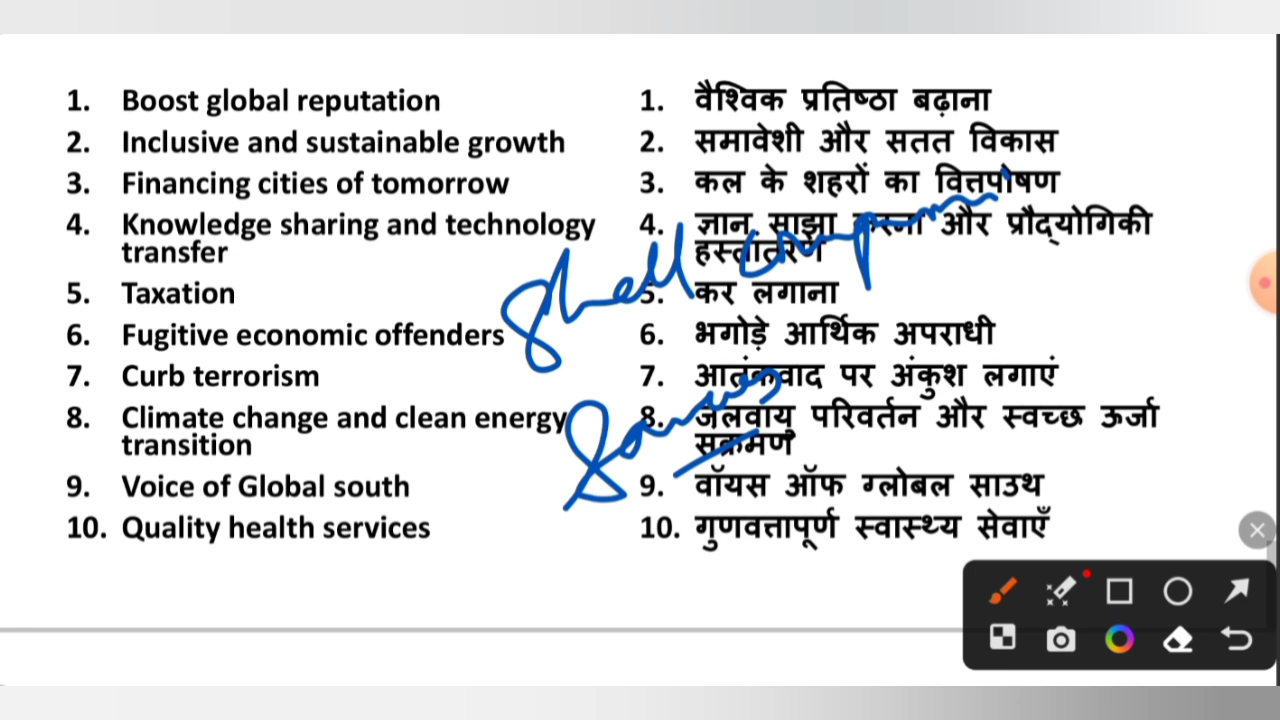 1. Boost global reputation
2. Inclusive and sustainable growth
3. Financing cities of tomorrow
4. Knowledge sharing and technology
transfer
5. Taxation
6. Fugitive economic offenders
7. Curb terrorism
8. Climate change and clean energy
transition
9. Voice of Global south
10. Quality health services
1. वैश्विक प्रतिष्ठा बढ़ाना
2. समावेशी और सतत विकास
3. कल के शहरों का वित्तपोषण
4. ज्ञान साझा करना और प्रौद्योगिकी
हस्तांतरण
5. कर लगाना
6. भगोड़े आर्थिक अपराधी
7. आतंकवाद पर अंकुश लगाएं
8. जलवायु परिवर्तन और स्वच्छ ऊर्जा
संक्रमण
9. वॉयस ऑफ ग्लोबल साउथ
10. गुणवत्तापूर्ण स्वास्थ्य सेवाएँ
Shell